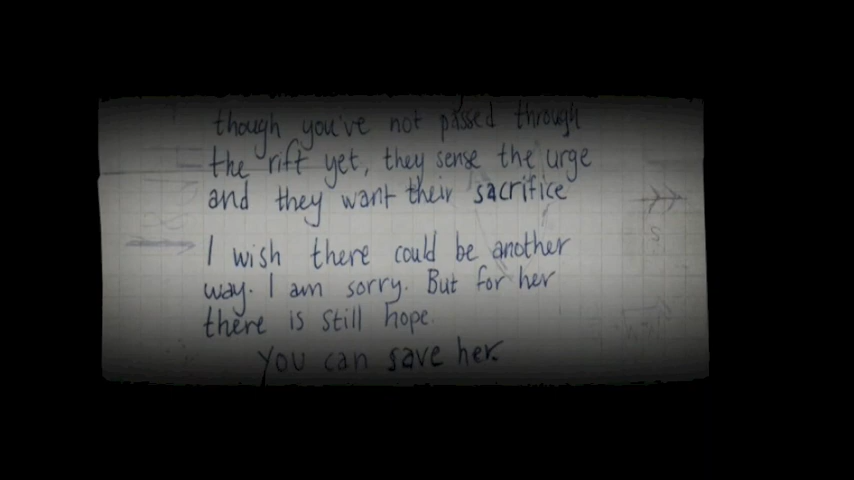 though you've not passed through
the rift yet, they sense the urge
and they want their sacrifice
I wish there could be another
way. I am sorry. But for her
there is still hope.
You can save her.